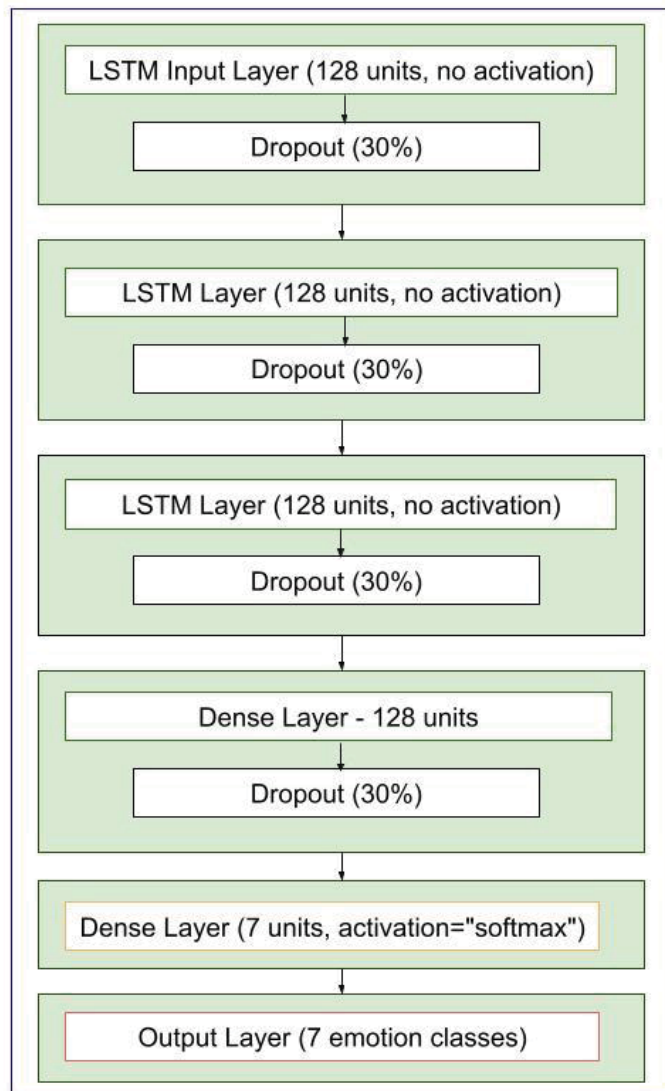 LSTM Input Layer (128 units, no activation)
Dropout (30%)
LSTM Layer (128 units, no activation)
Dropout (30%)
LSTM Layer (128 units, no activation)
Dropout (30%)
Dense Layer - 128 units
Dropout (30%)
Dense Layer (7 units, activation="softmax")
Output Layer (7 emotion classes)